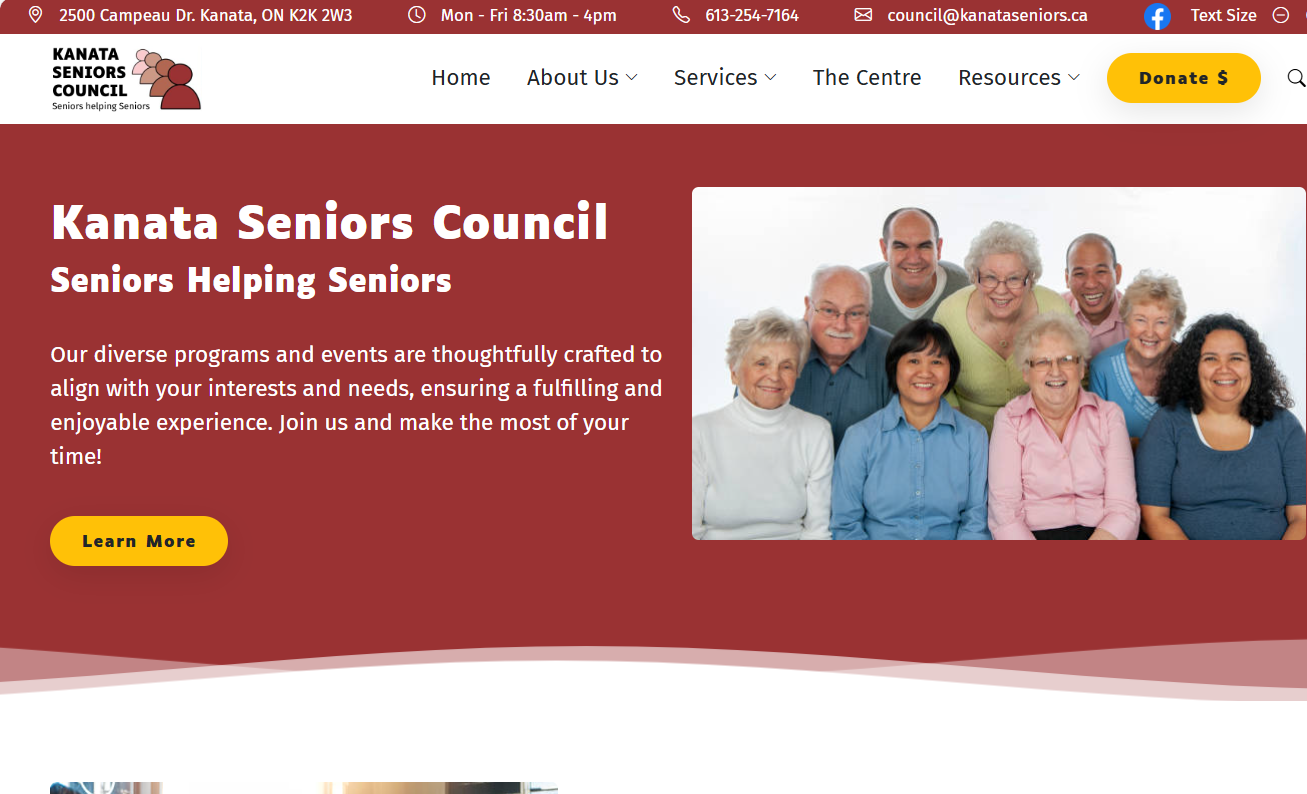 2500 Campeau Dr. Kanata, ON K2K 2W3
Mon - Fri 8:30am - 4pm
613-254-7164
council@kanataseniors.ca
Text Size
KANATA
SENIORS
COUNCIL
Seniors helping Seniors
Home
About Us
Services
The Centre
Resources
Donate $
Kanata Seniors Council
Seniors Helping Seniors
Our diverse programs and events are thoughtfully crafted to
align with your interests and needs, ensuring a fulfilling and
enjoyable experience. Join us and make the most of your
time!
Learn More